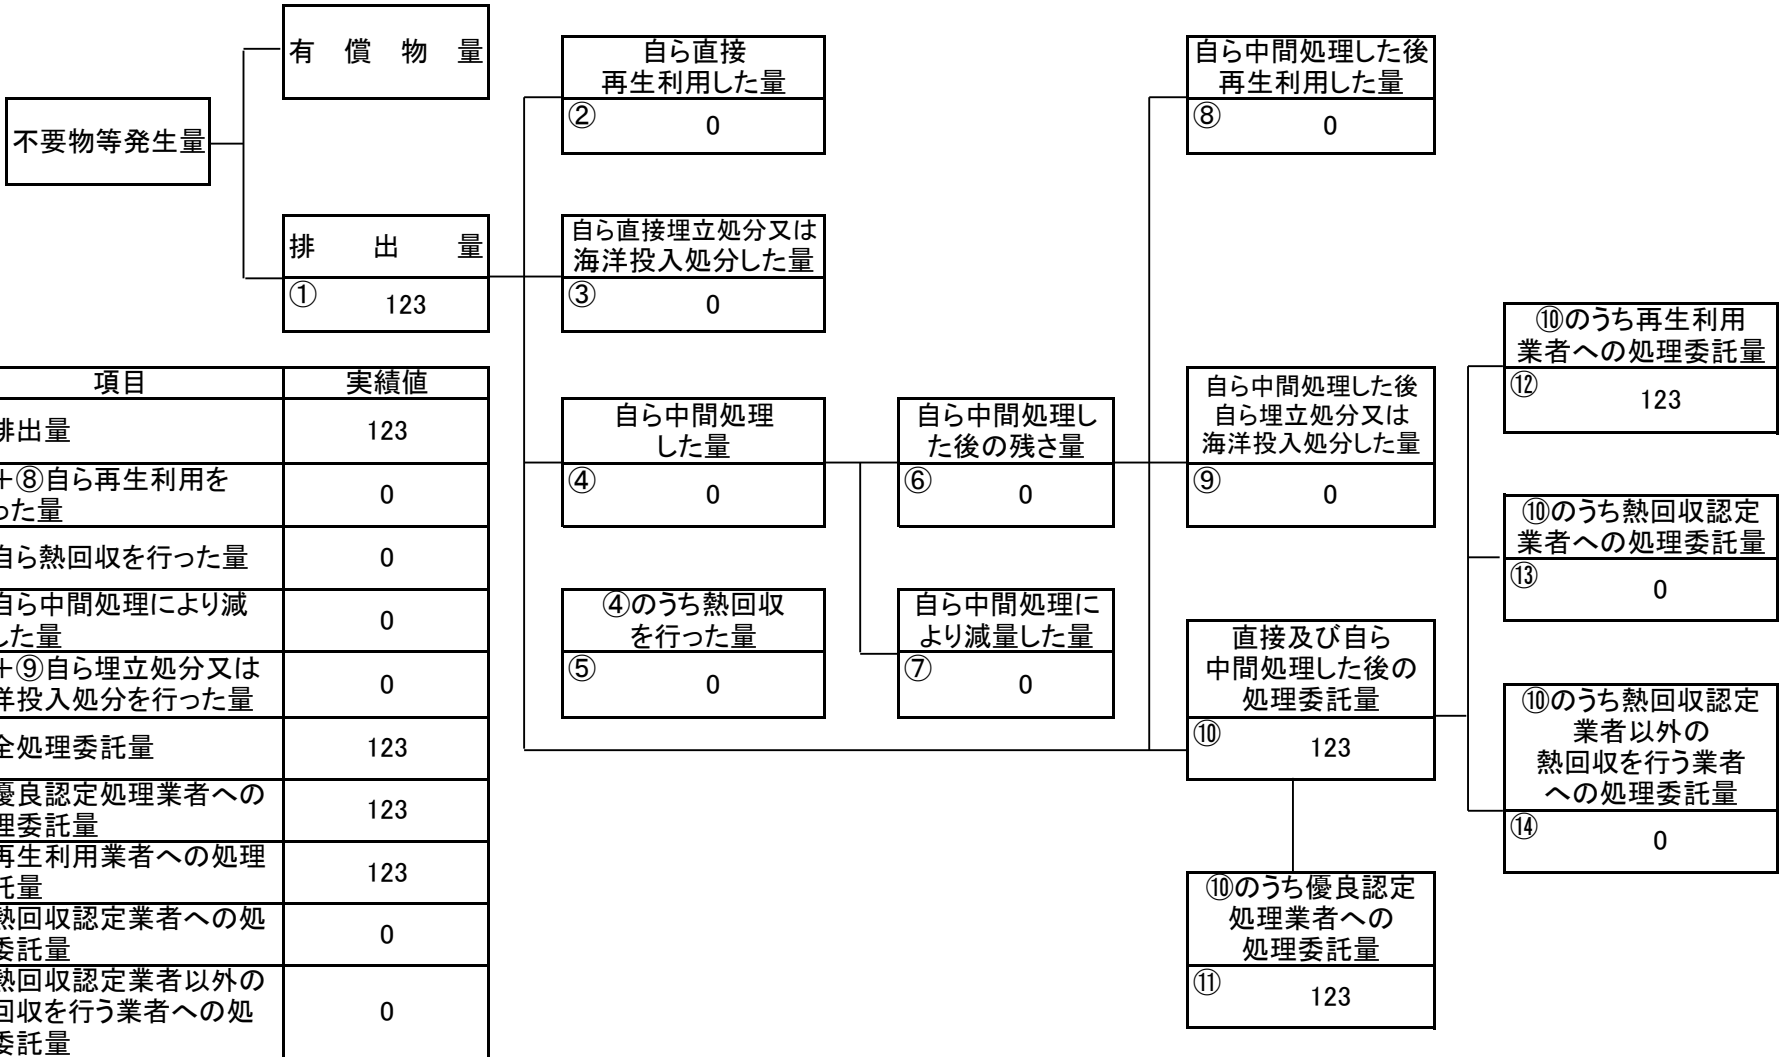 有償物量
不要物等発生量
排出量
① 123
自ら直接
再生利用した量
② 0
自ら直接埋立処分又は
海洋投入処分した量
③ 0
自ら中間処理
した量
④ 0
④のうち熱回収
を行った量
⑤ 0
自ら中間処理し
た後の残さ量
⑥ 0
自ら中間処理に
より減量した量
⑦ 0
自ら中間処理した後
再生利用した量
⑧ 0
自ら中間処理した後
自ら埋立処分又は
海洋投入処分した量
⑨ 0
直接及び自ら
中間処理した後の
処理委託量
⑩ 123
⑩のうち優良認定
処理業者への
処理委託量
⑪ 123
⑩のうち再生利用
業者への処理委託量
⑫ 123
⑩のうち熱回収認定
業者への処理委託量
⑬ 0
⑩のうち熱回収認定
業者以外の
熱回収を行う業者
への処理委託量
⑭ 0
項目 実績値
排出量 123
+⑧自ら再生利用を
った量 0
自ら熱回収を行った量 0
自ら中間処理により減
した量 0
+⑨自ら埋立処分又は
洋投入処分を行った量 0
全処理委託量 123
優良認定処理業者への
理委託量 123
再生利用業者への処理
託量 123
熱回収認定業者への処
委託量 0
熱回収認定業者以外の
回収を行う業者への処
委託量 0